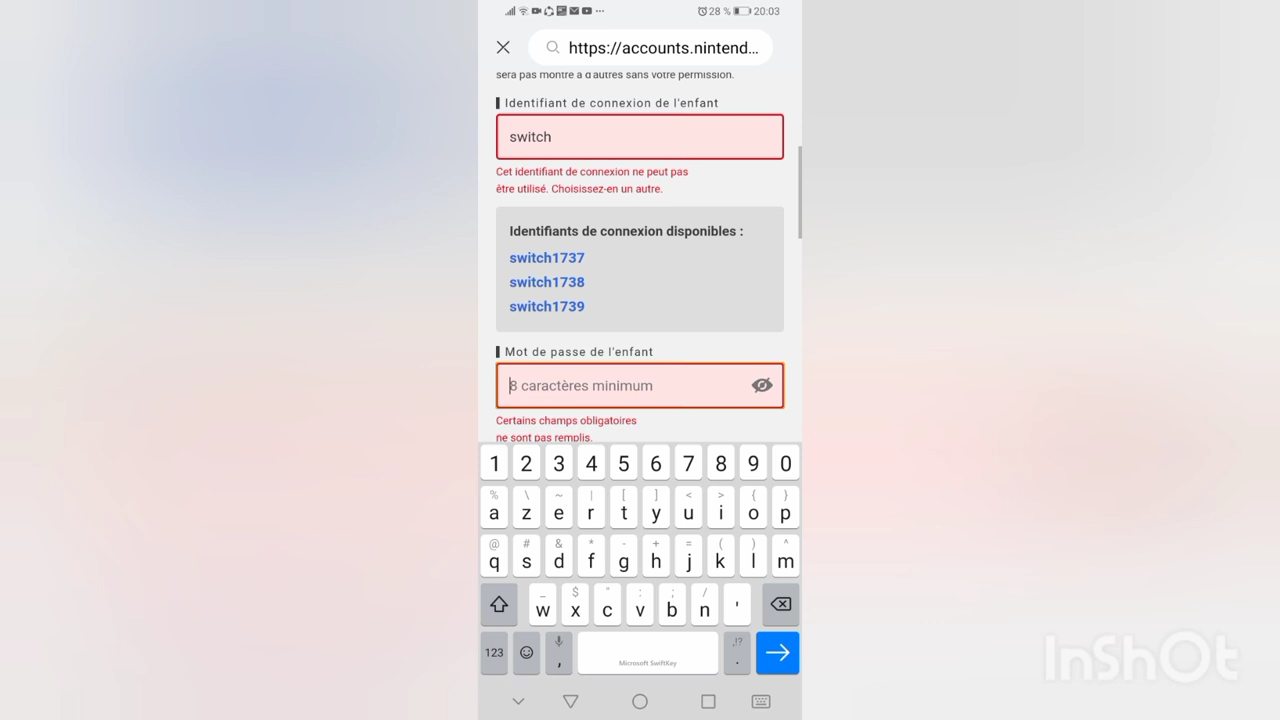 28 % 20:03
https://accounts.nintend...
sera pas montré à d'autres sans votre permission.
Identifiant de connexion de l'enfant
switch
Cet identifiant de connexion ne peut pas
être utilisé. Choisissez-en un autre.
Identifiants de connexion disponibles :
switch1737
switch1738
switch1739
Mot de passe de l'enfant
8 caractères minimum
Certains champs obligatoires
ne sont pas remplis.
1 2 3 4 5 6 7 8 9 0
% \ ~ | [ ] < > { }
a z e r t y u i o p
@ # & * - + = ( ) ^
q s d f g h j k l m
_ $ " : ; /
w x c v b n '
,!?
123 , .
Microsoft SwiftKey
InShOt